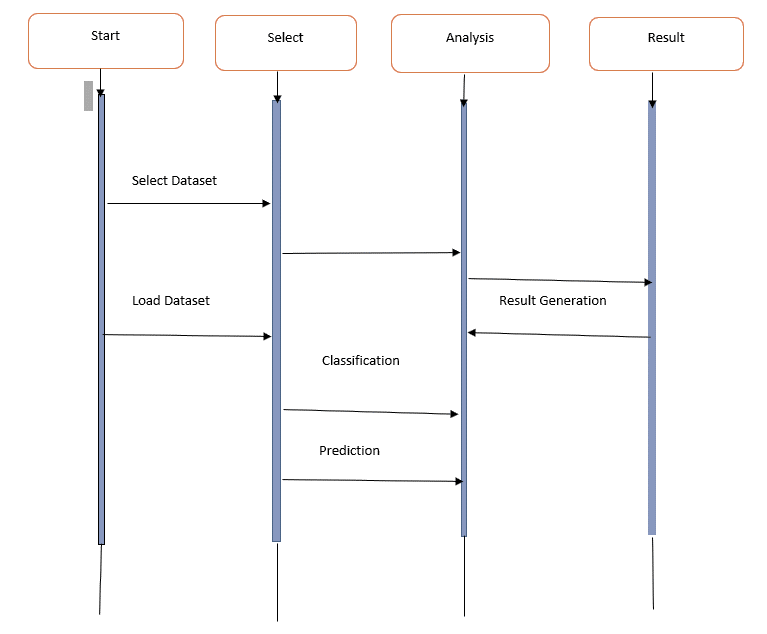 Start
Select
Analysis
Result
Select Dataset
Load Dataset
Result Generation
Classification
Prediction